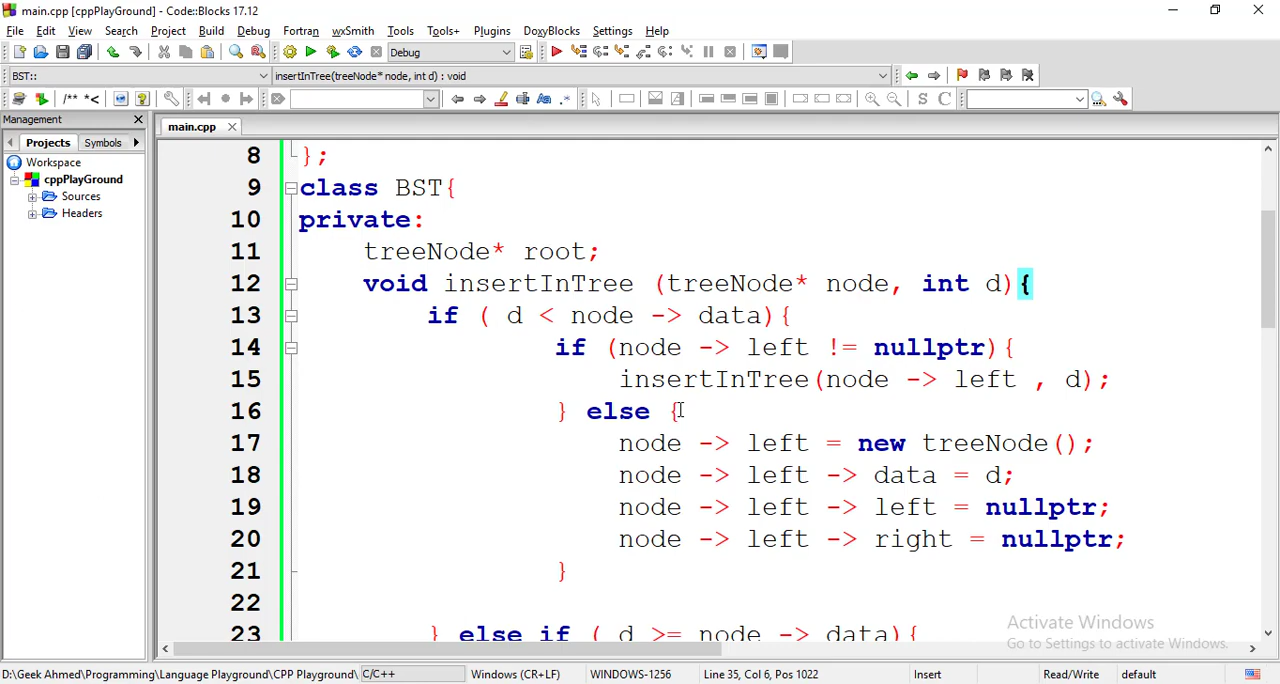 main.cpp [cppPlayGround] - Code::Blocks 17.12
File Edit View Search Project Build Debug Fortran wxSmith Tools Tools+ Plugins DoxyBlocks Settings Help
Debug
BST:: insertInTree(treeNode* node, int d) : void
/** *<
Aa .* S C
Management
main.cpp
Projects Symbols
Workspace
cppPlayGround
Sources
Headers
8 };
9 class BST{
10 private:
11 treeNode* root;
12 void insertInTree (treeNode* node, int d){
13 if ( d < node -> data){
14 if (node -> left != nullptr){
15 insertInTree(node -> left , d);
16 } else {
17 node -> left = new treeNode();
18 node -> left -> data = d;
19 node -> left -> left = nullptr;
20 node -> left -> right = nullptr;
21 }
22
23 } else if ( d >= node -> data){
Activate Windows
Go to Settings to activate Windows.
D:\Geek Ahmed\Programming\Language Playground\CPP Playground\ C/C++ Windows (CR+LF) WINDOWS-1256 Line 35, Col 6, Pos 1022 Insert Read/Write default